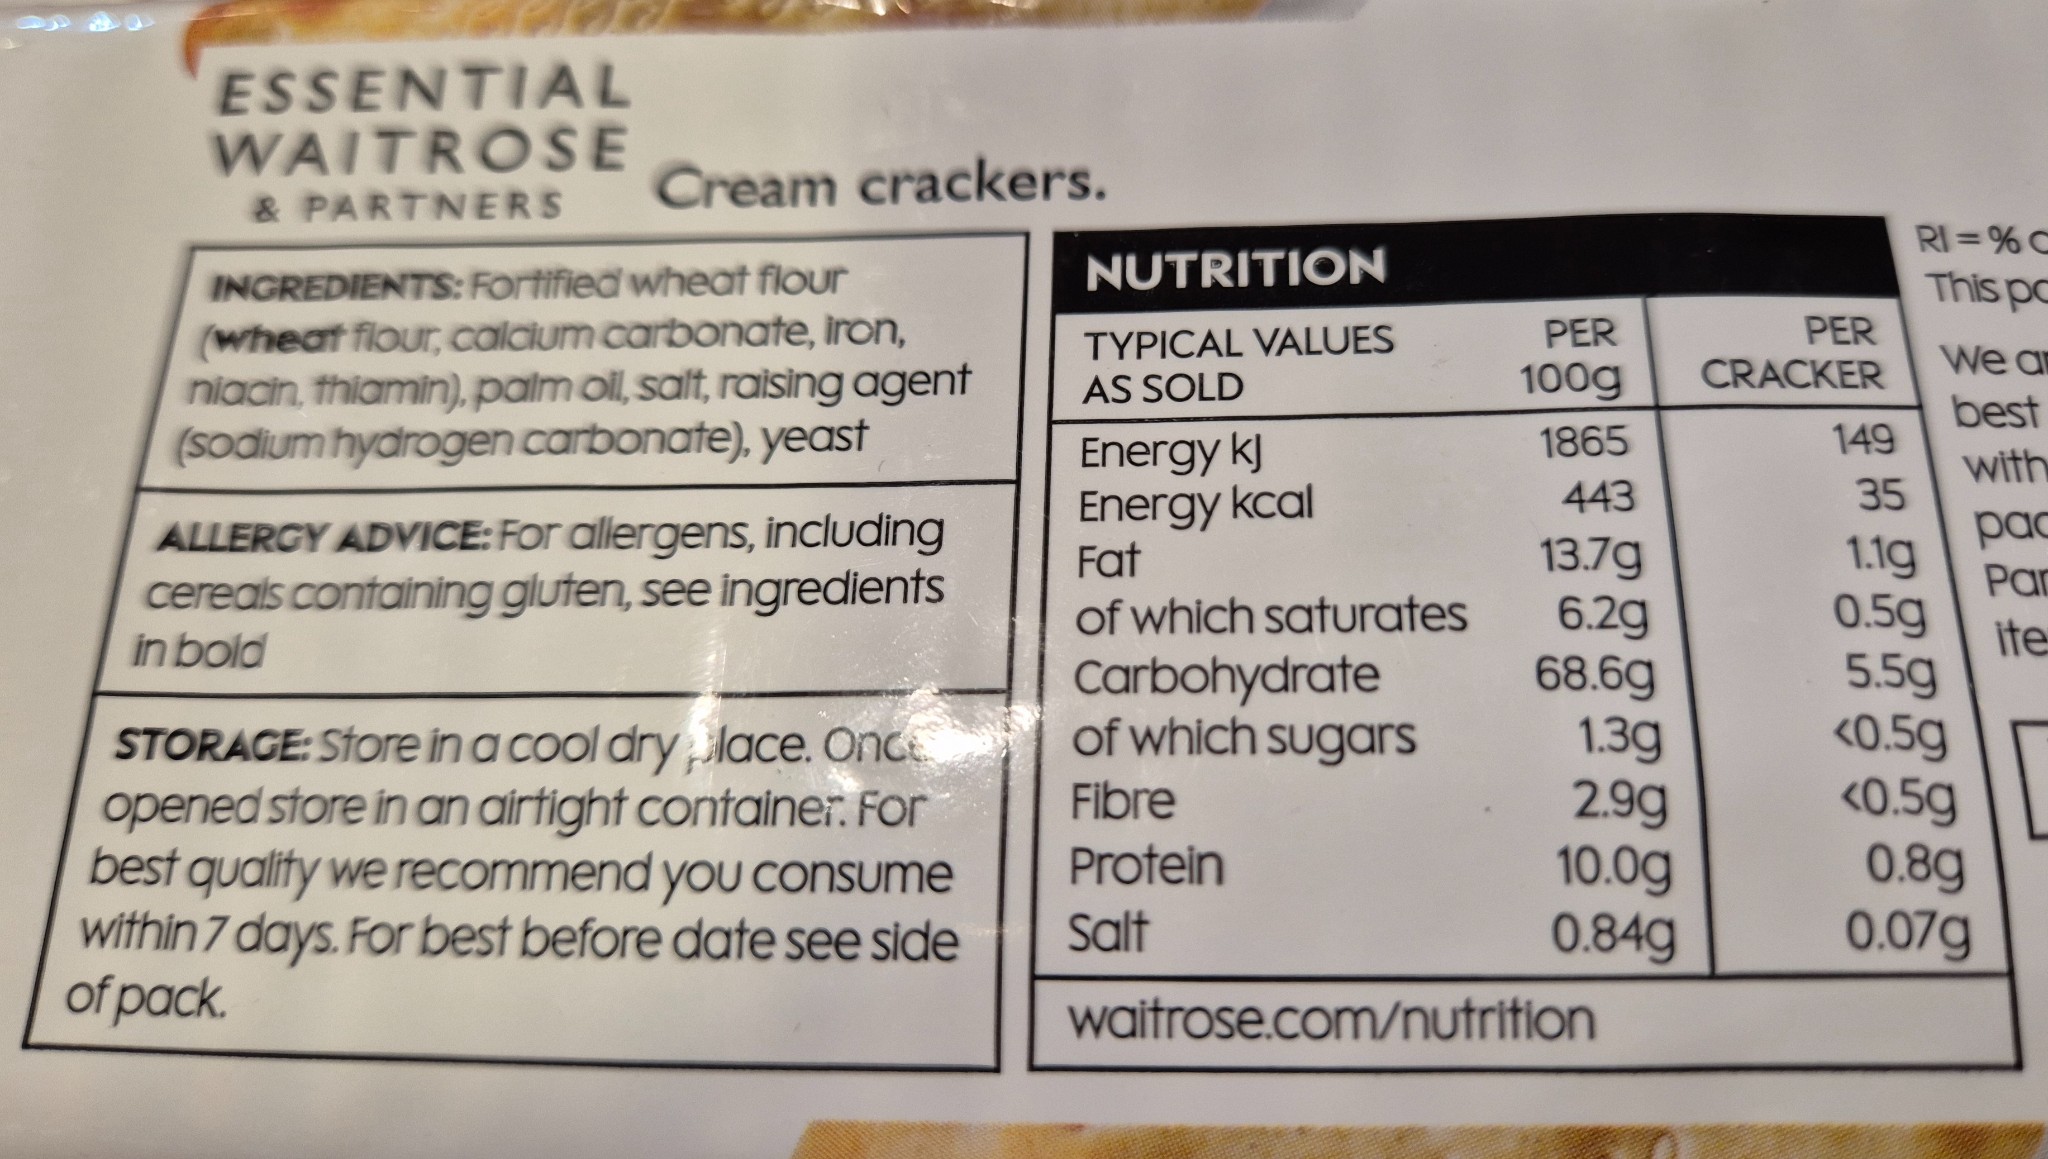 ESSENTIAL
WAITROSE
& PARTNERS
Cream crackers.
INGREDIENTS: Fortified wheat flour
(wheat flour, calcium carbonate, iron,
niacin, thiamin), palm oil, salt, raising agent
(sodium hydrogen carbonate), yeast
ALLERGY ADVICE: For allergens, including
cereals containing gluten, see ingredients
in bold
STORAGE: Store in a cool dry place. Once
opened store in an airtight container. For
best quality we recommend you consume
within 7 days. For best before date see side
of pack.
NUTRITION
TYPICAL VALUES AS SOLD PER 100g PER CRACKER
Energy kJ 1865 149
Energy kcal 443 35
Fat 13.7g 1.1g
of which saturates 6.2g 0.5g
Carbohydrate 68.6g 5.5g
of which sugars 1.3g <0.5g
Fibre 2.9g <0.5g
Protein 10.0g 0.8g
Salt 0.84g 0.07g
waitrose.com/nutrition
RI = %
This
We
best
with